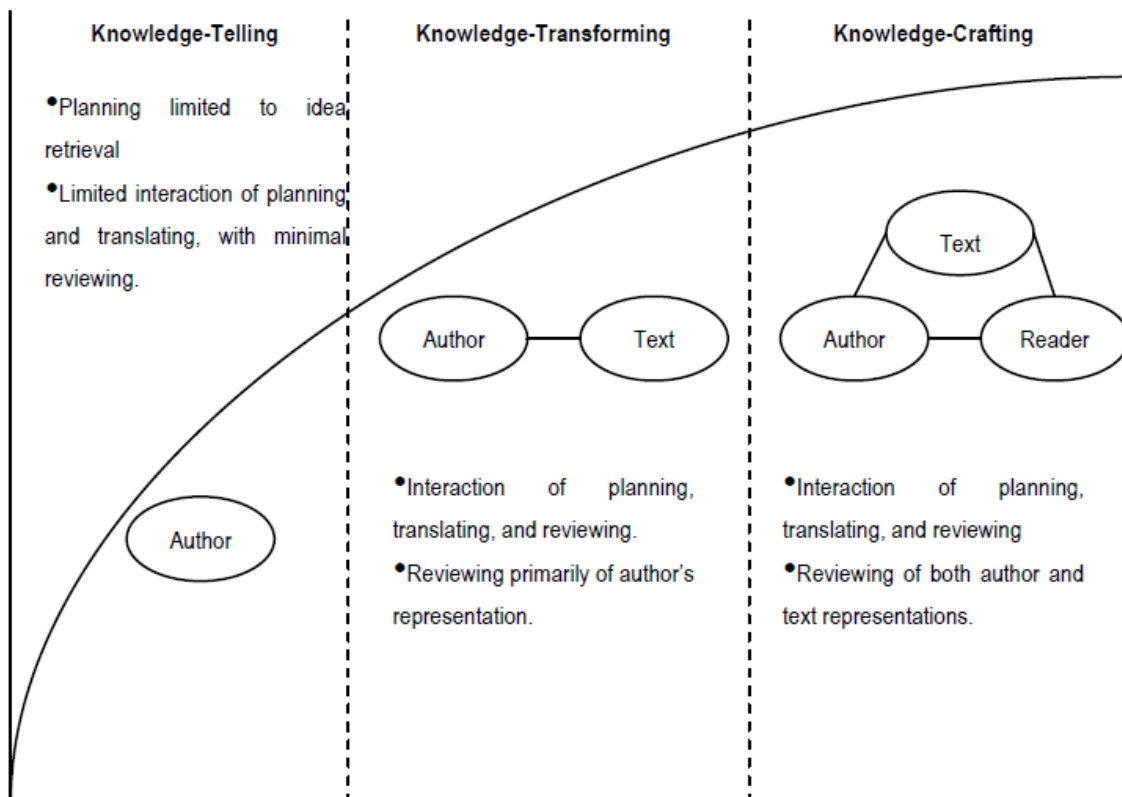 Knowledge-Telling
•Planning limited to idea
retrieval
•Limited interaction of planning
and translating, with minimal
reviewing.
Author
Knowledge-Transforming
Author
Text
•Interaction of planning,
translating, and reviewing.
•Reviewing primarily of author's
representation.
Knowledge-Crafting
Text
Author
Reader
•Interaction of planning,
translating, and reviewing
•Reviewing of both author and
text representations.